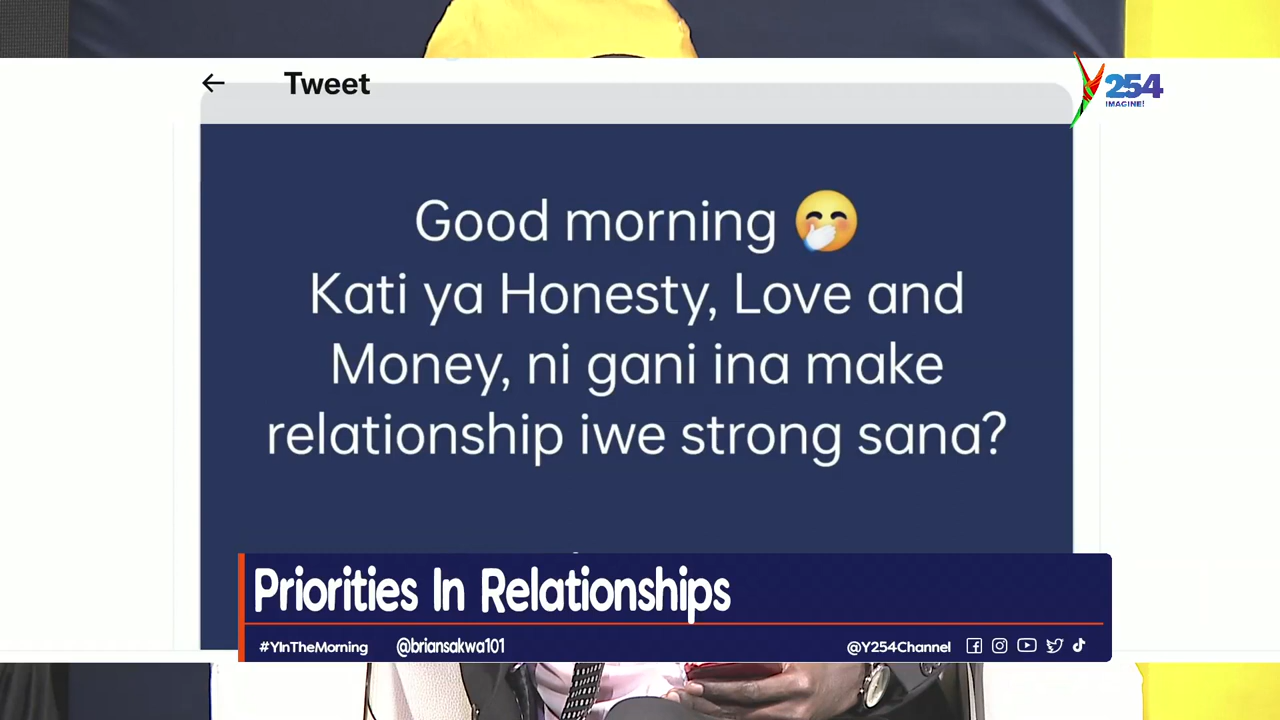 Tweet
254
IMAGINE!
Good morning 🤭
Kati ya Honesty, Love and
Money, ni gani ina make
relationship iwe strong sana?
Priorities In Relationships
#YInTheMorning @briansakwa101 @Y254Channel